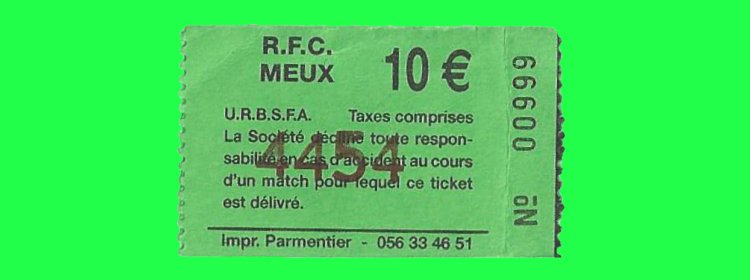 R.F.C.
MEUX
10 €
U.R.B.S.F.A. Taxes comprises
La Société décline toute respon-
sabilité en cas d'accident au cours
d'un match pour lequel ce ticket
est délivré.
4454
Impr. Parmentier - 056 33 46 51
Nº 00999